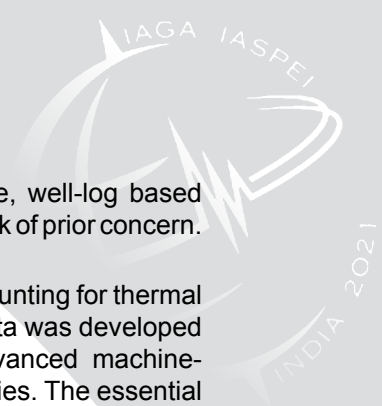 IAGA IASPEI
INDIA 2021
e, well-log based
k of prior concern.
unting for thermal
ta was developed
vanced machine-
ies. The essential